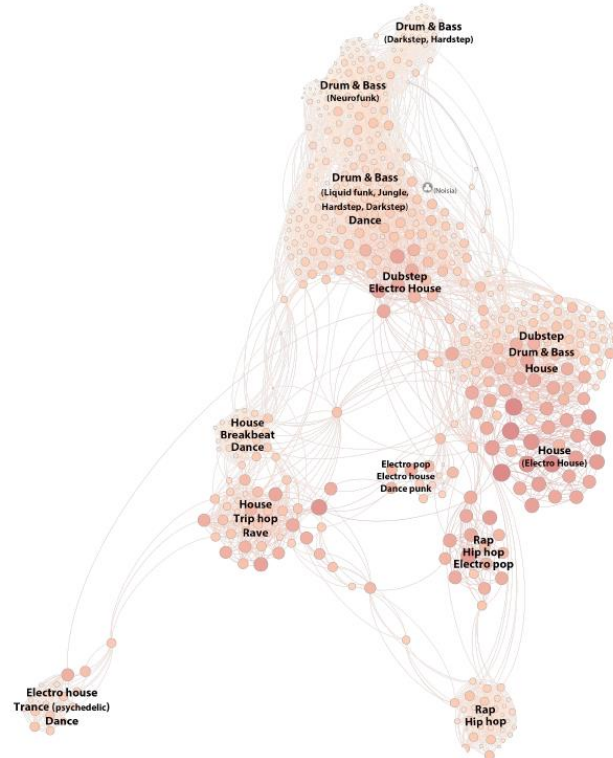 Drum & Bass
(Darkstep, Hardstep)
Drum & Bass
(Neurofunk)
Drum & Bass
(Liquid funk, Jungle,
Hardstep, Darkstep)
Dance
(Noisia)
Dubstep
Electro House
Dubstep
Drum & Bass
House
House
(Electro House)
House
Breakbeat
Dance
Electro pop
Electro house
Dance punk
House
Trip hop
Rave
Rap
Hip hop
Electro pop
Electro house
Trance (psychedelic)
Dance
Rap
Hip hop